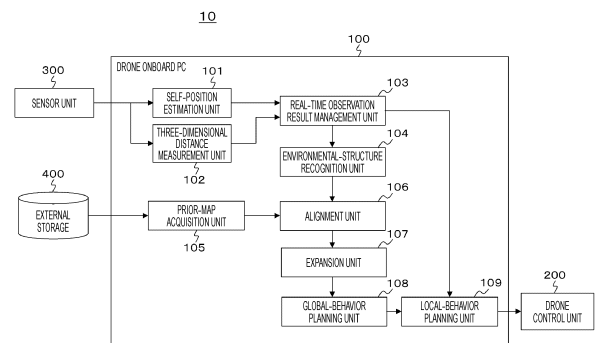 10
100
DRONE ONBOARD PC
300
SENSOR UNIT
101
SELF-POSITION
ESTIMATION UNIT
THREE-DIMENSIONAL
DISTANCE
MEASUREMENT UNIT
102
103
REAL-TIME OBSERVATION
RESULT MANAGEMENT UNIT
104
ENVIRONMENTAL-STRUCTURE
RECOGNITION UNIT
400
EXTERNAL
STORAGE
PRIOR-MAP
ACQUISITION UNIT
105
106
ALIGNMENT UNIT
107
EXPANSION UNIT
108
GLOBAL-BEHAVIOR
PLANNING UNIT
109
LOCAL-BEHAVIOR
PLANNING UNIT
200
DRONE
CONTROL UNIT